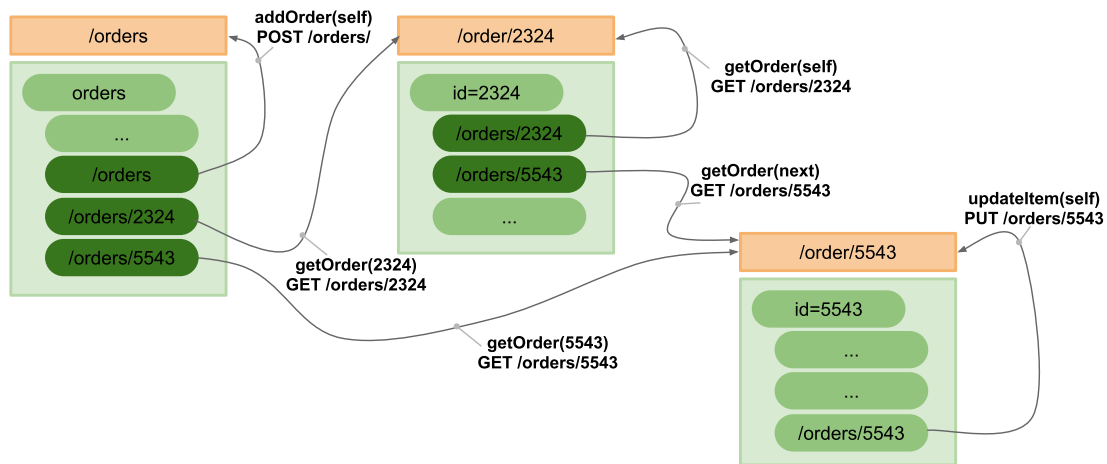 /orders
addOrder(self)
POST /orders/
orders
...
/orders
/orders/2324
/orders/5543
/order/2324
id=2324
/orders/2324
/orders/5543
...
getOrder(self)
GET /orders/2324
getOrder(2324)
GET /orders/2324
getOrder(next)
GET /orders/5543
getOrder(5543)
GET /orders/5543
updateItem(self)
PUT /orders/5543
/order/5543
id=5543
...
...
/orders/5543